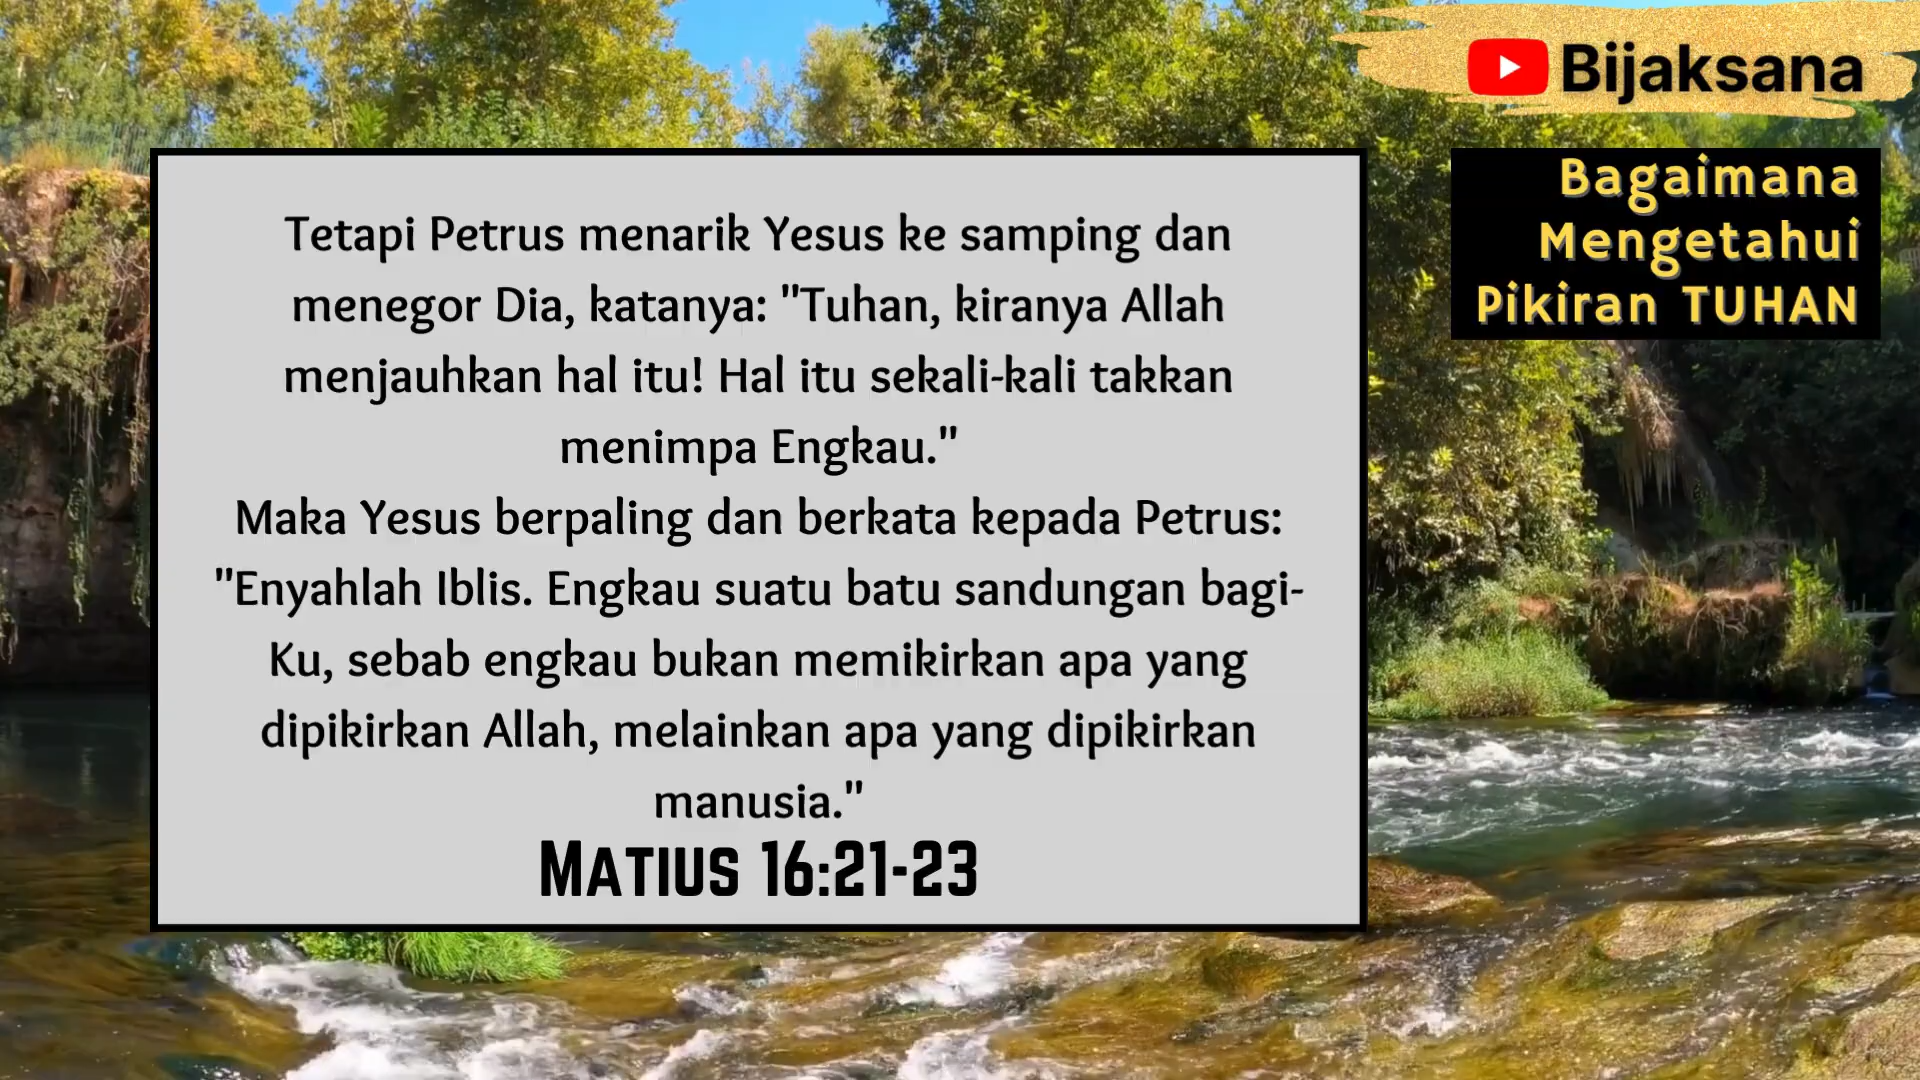 Bijaksana
Bagaimana
Mengetahui
Pikiran TUHAN
Tetapi Petrus menarik Yesus ke samping dan
menegor Dia, katanya: "Tuhan, kiranya Allah
menjauhkan hal itu! Hal itu sekali-kali takkan
menimpa Engkau."
Maka Yesus berpaling dan berkata kepada Petrus:
"Enyahlah Iblis. Engkau suatu batu sandungan bagi-
Ku, sebab engkau bukan memikirkan apa yang
dipikirkan Allah, melainkan apa yang dipikirkan
manusia."
Matius 16:21-23